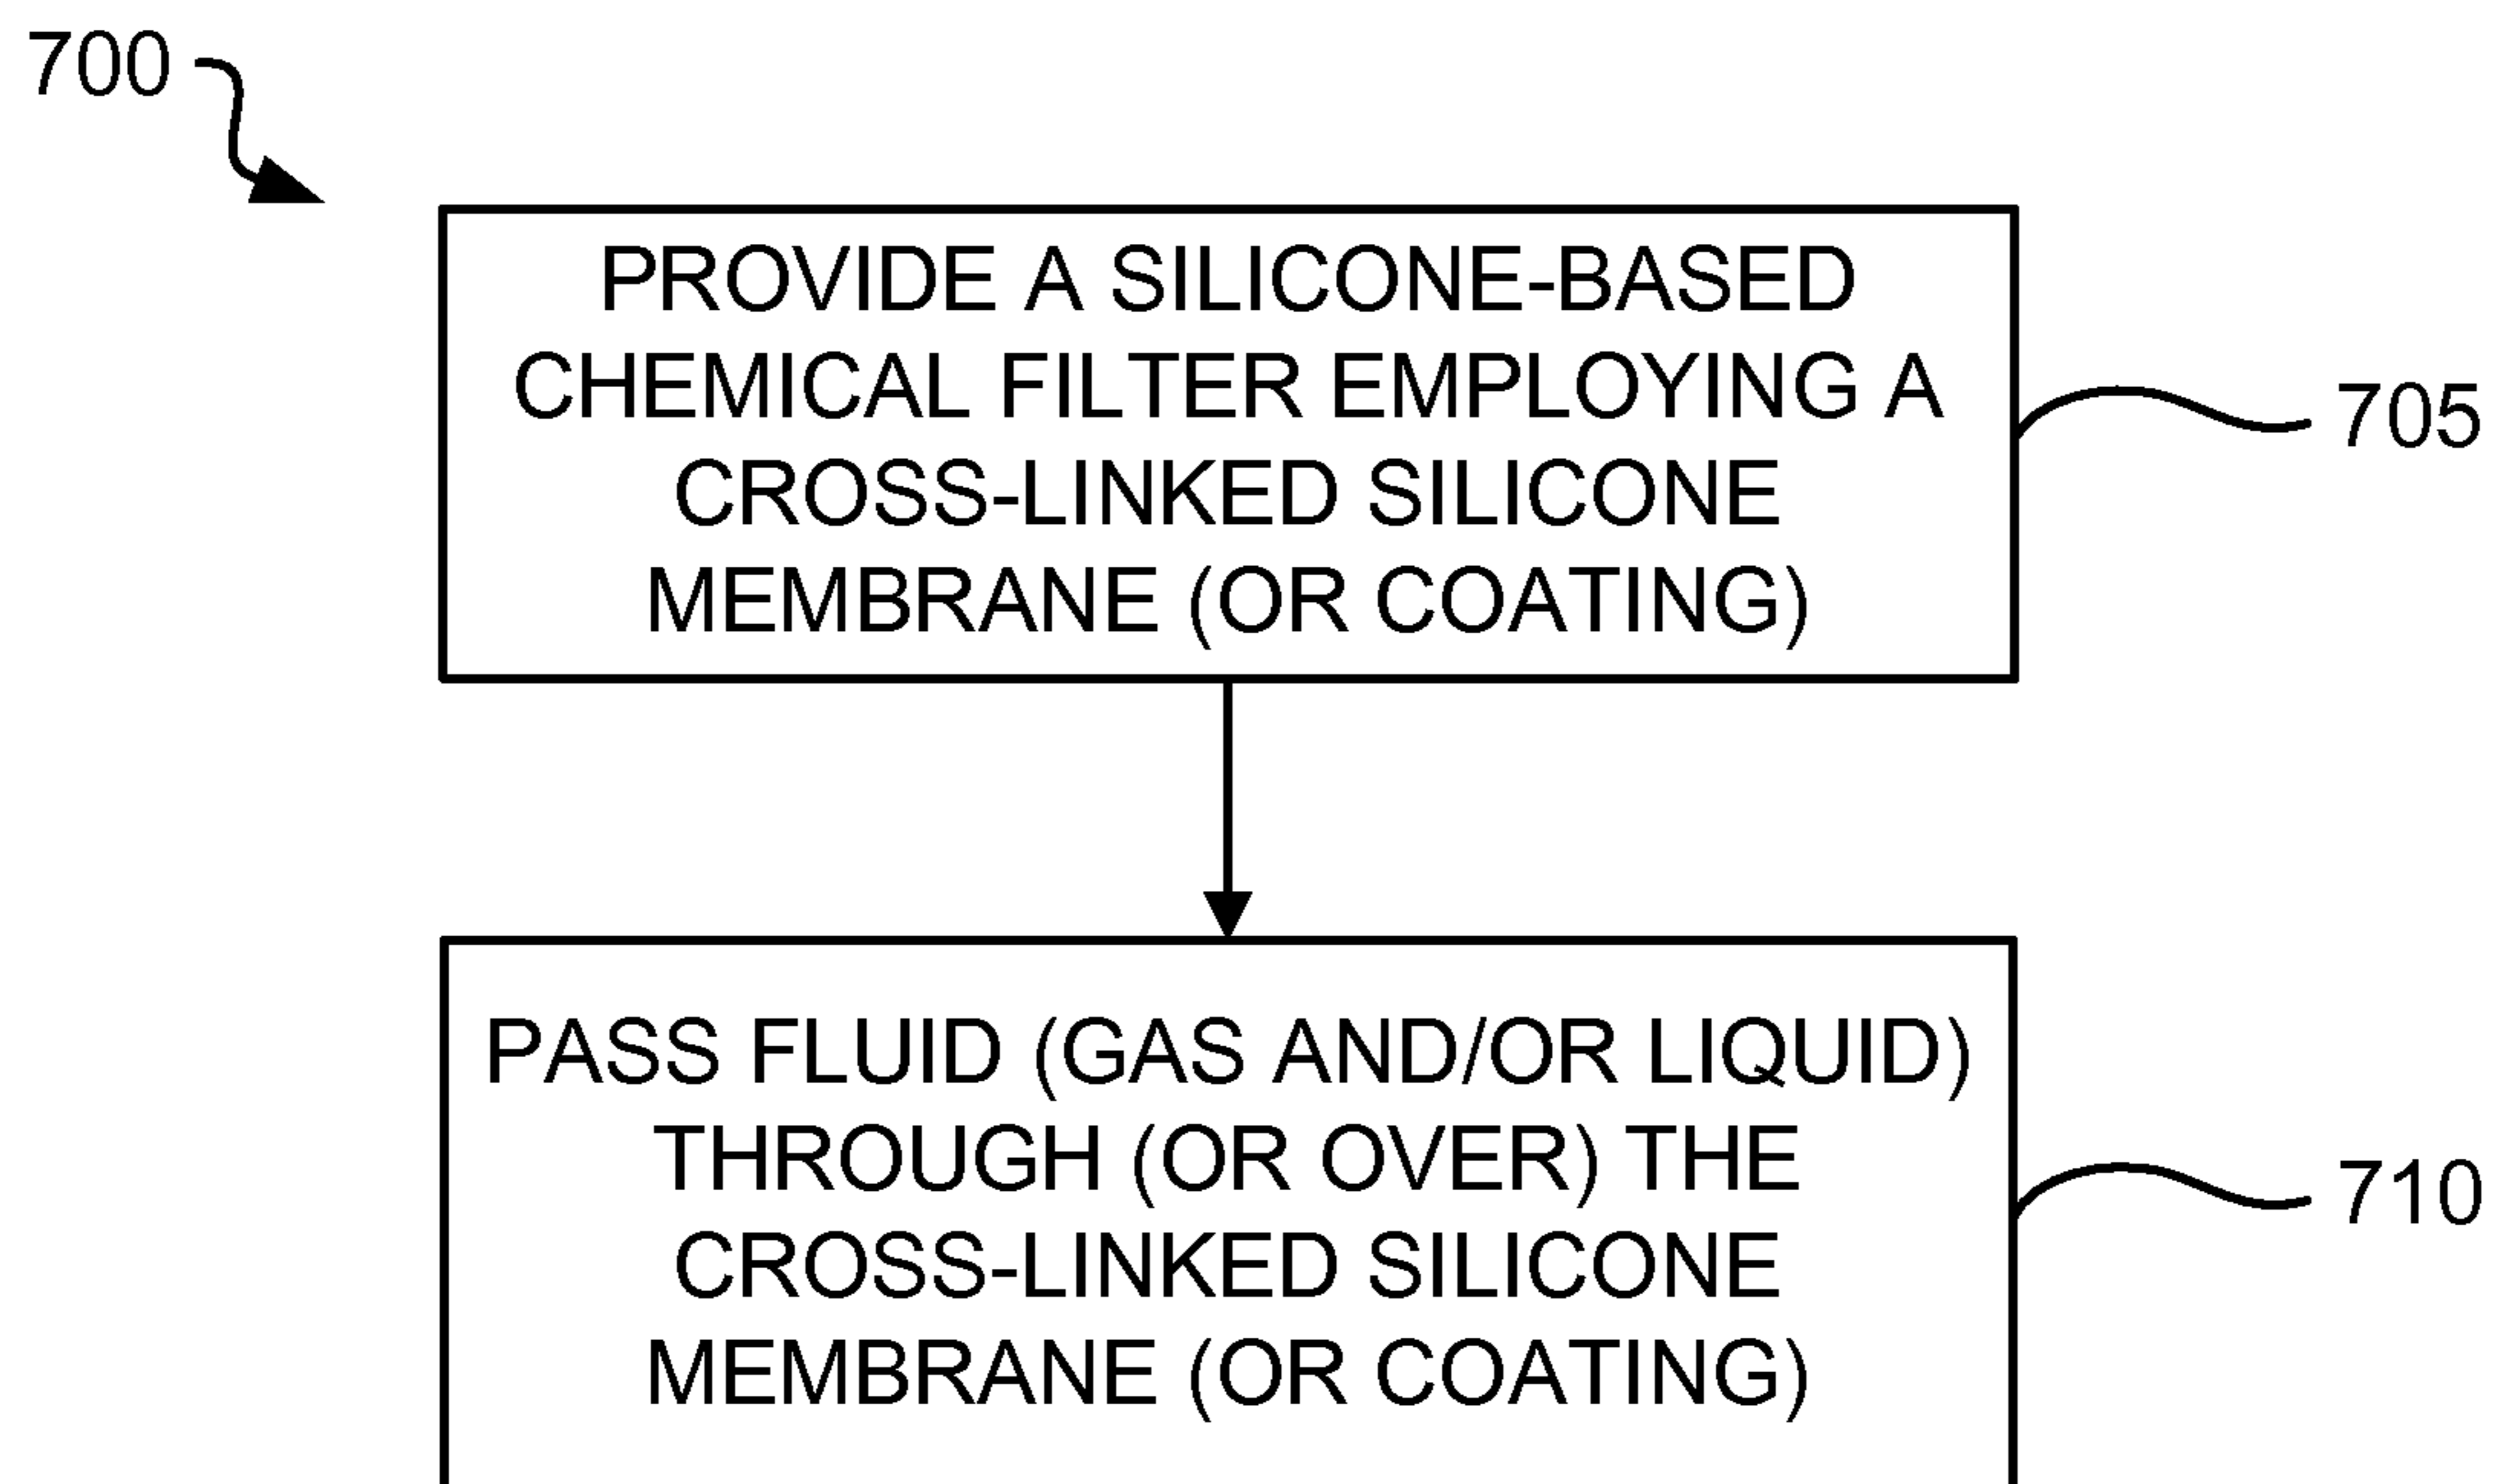 700
PROVIDE A SILICONE-BASED
CHEMICAL FILTER EMPLOYING A
CROSS-LINKED SILICONE
MEMBRANE (OR COATING)
705
PASS FLUID (GAS AND/OR LIQUID)
THROUGH (OR OVER) THE
CROSS-LINKED SILICONE
MEMBRANE (OR COATING)
710